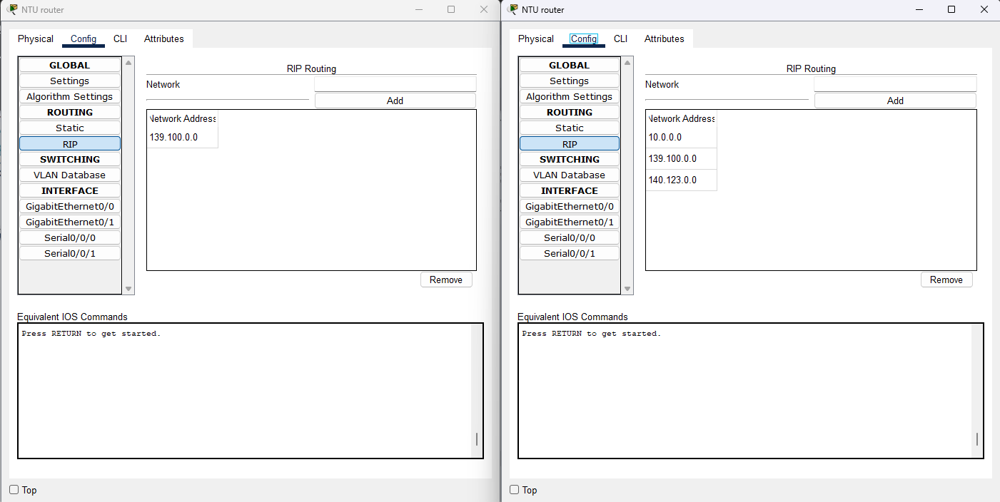 NTU router
Physical Config CLI Attributes
GLOBAL
Settings
Algorithm Settings
ROUTING
Static
RIP
SWITCHING
VLAN Database
INTERFACE
GigabitEthernet0/0
GigabitEthernet0/1
Serial0/0/0
Serial0/0/1
RIP Routing
Network
Add
Network Address
139.100.0.0
Remove
Equivalent IOS Commands
Press RETURN to get started.
Top
NTU router
Physical Config CLI Attributes
GLOBAL
Settings
Algorithm Settings
ROUTING
Static
RIP
SWITCHING
VLAN Database
INTERFACE
GigabitEthernet0/0
GigabitEthernet0/1
Serial0/0/0
Serial0/0/1
RIP Routing
Network
Add
Network Address
10.0.0.0
139.100.0.0
140.123.0.0
Remove
Equivalent IOS Commands
Press RETURN to get started.
Top